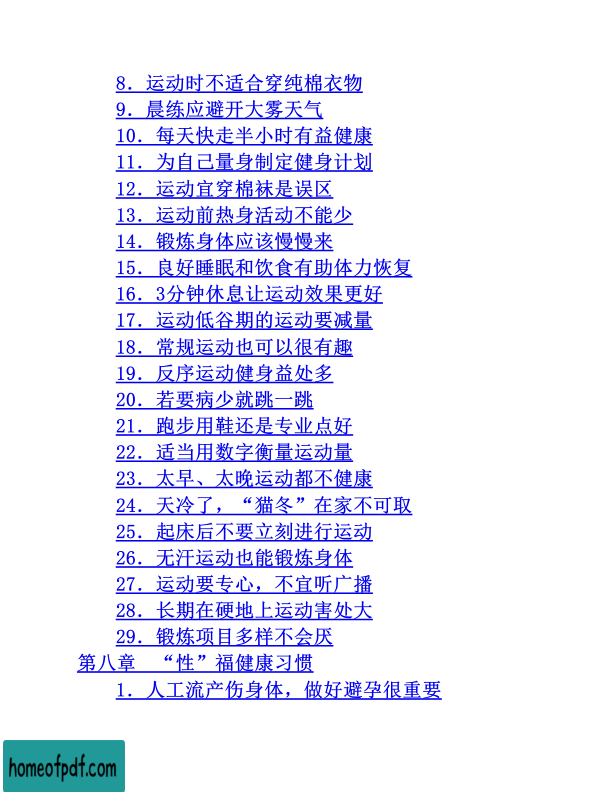 8．运动时不适合穿纯棉衣物
9．晨练应避开大雾天气
10．每天快走半小时有益健康
11．为自己量身制定健身计划
12．运动宜穿棉袜是误区
13．运动前热身活动不能少
14．锻炼身体应该慢慢来
15．良好睡眠和饮食有助体力恢复
16．3分钟休息让运动效果更好
17．运动低谷期的运动要减量
18．常规运动也可以很有趣
19．反序运动健身益处多
20．若要病少就跳一跳
21．跑步用鞋还是专业点好
22．适当用数字衡量运动量
23．太早、太晚运动都不健康
24．天冷了，“猫冬”在家不可取
25．起床后不要立刻进行运动
26．无汗运动也能锻炼身体
27．运动要专心，不宜听广播
28．长期在硬地上运动害处大
29．锻炼项目多样不会厌
第八章　“性”福健康习惯
1．人工流产伤身体，做好避孕很重要
homeofpdf.com